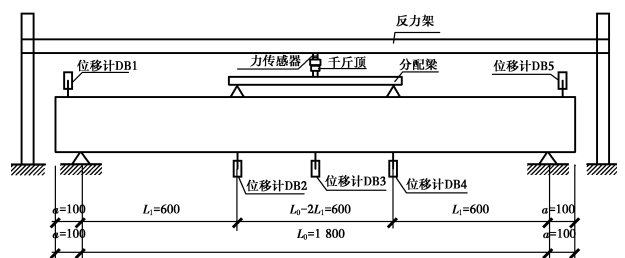 反力架
力传感器
千斤顶
位移计DB1
分配梁
位移计DB5
位移计DB2
位移计DB3
位移计DB4
a=100
L₁=600
L₀-2L₁=600
L₁=600
a=100
a=100
L₀=1 800
a=100